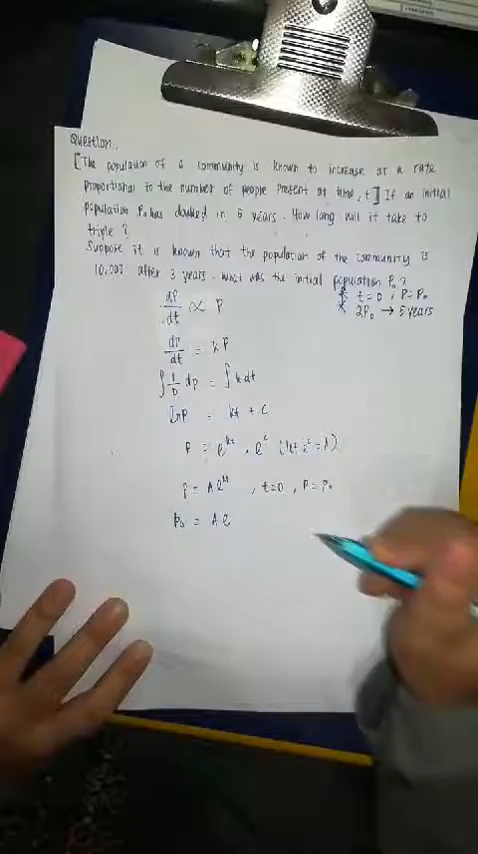 Question.
[The population of a community is known to increase at a rate
proportional to the number of people present at time, t] If an initial
population P₀ has doubled in 5 years. How long will it take to
triple ?
Suppose it is known that the population of the community is
10,000 after 3 years. What was the initial population P₀ ?
* t = 0 , P = P₀
* 2P₀ → 5 years
dP/dt ∝ P
dP/dt = kP
∫ 1/P dP = ∫ k dt
ln P = kt + C
P = e^kt . e^c (let e^c = A)
P = Ae^kt , t=0 , P = P₀
P₀ = Ae